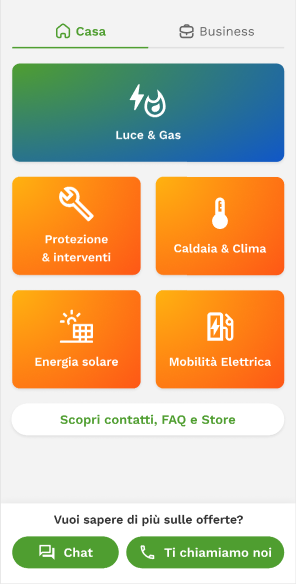 Casa
Business
Luce & Gas
Protezione
& interventi
Caldaia & Clima
Energia solare
Mobilità Elettrica
Scopri contatti, FAQ e Store
Vuoi sapere di più sulle offerte?
Chat
Ti chiamiamo noi